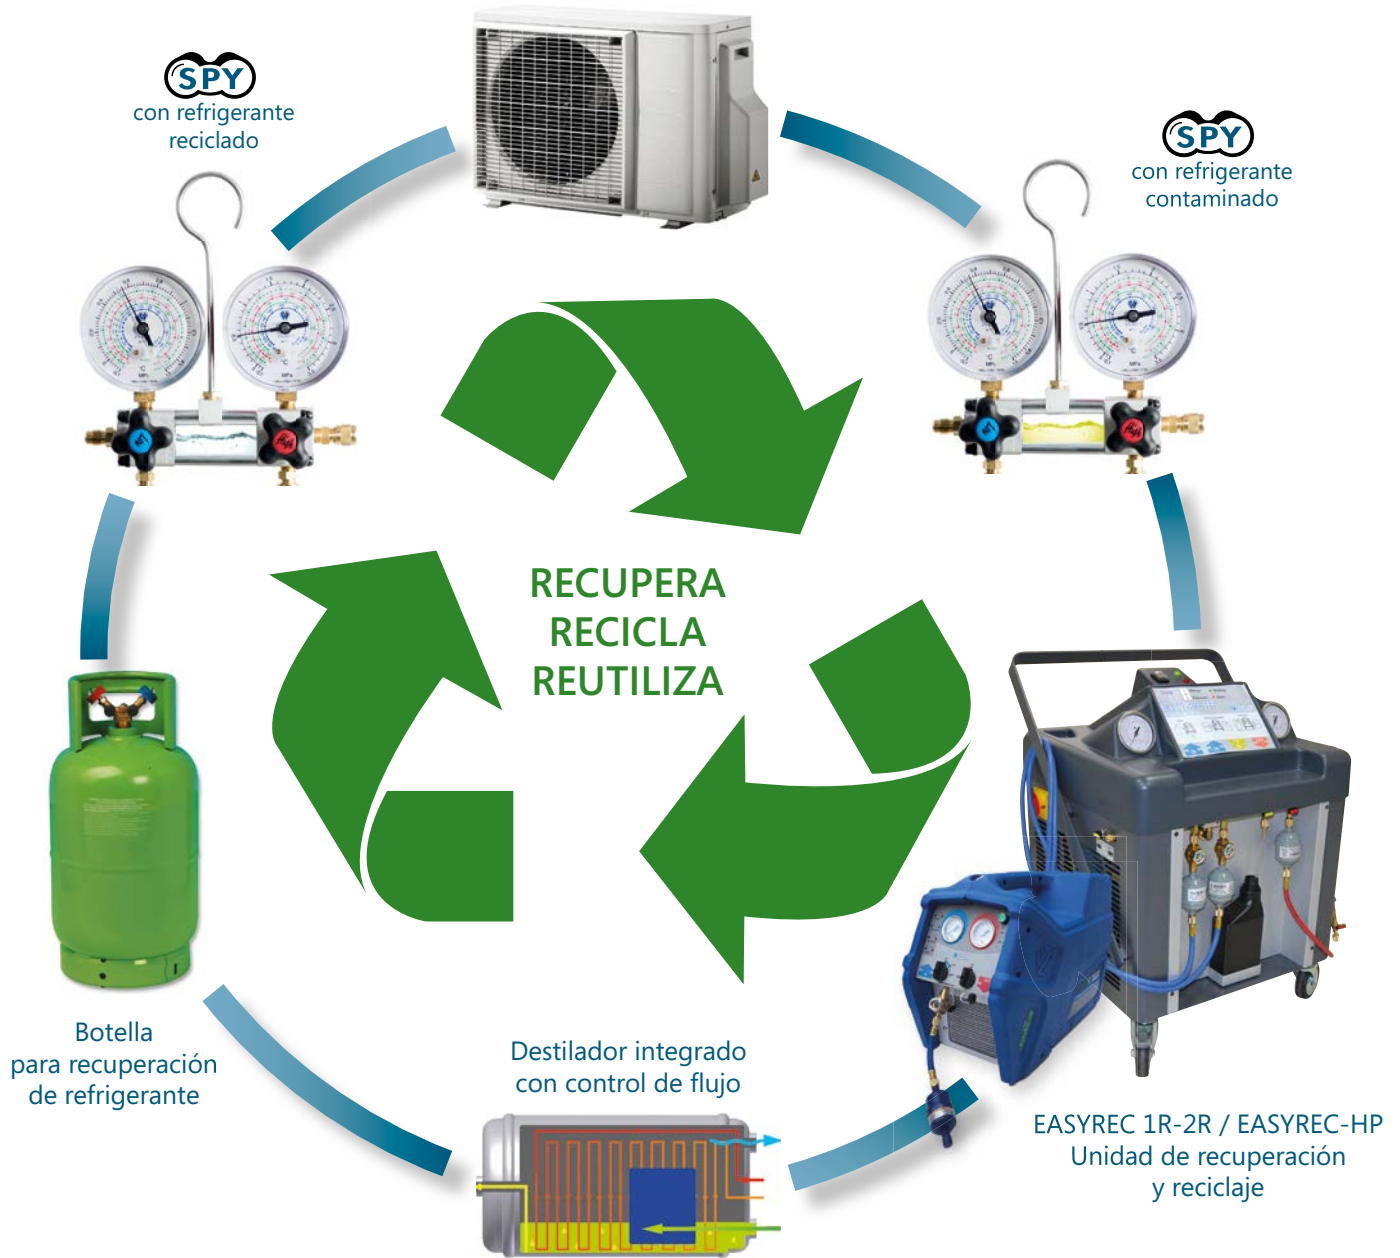 SPY
con refrigerante
reciclado
SPY
con refrigerante
contaminado
RECUPERA
RECICLA
REUTILIZA
Botella
para recuperación
de refrigerante
Destilador integrado
con control de flujo
EASYREC 1R-2R / EASYREC-HP
Unidad de recuperación
y reciclaje